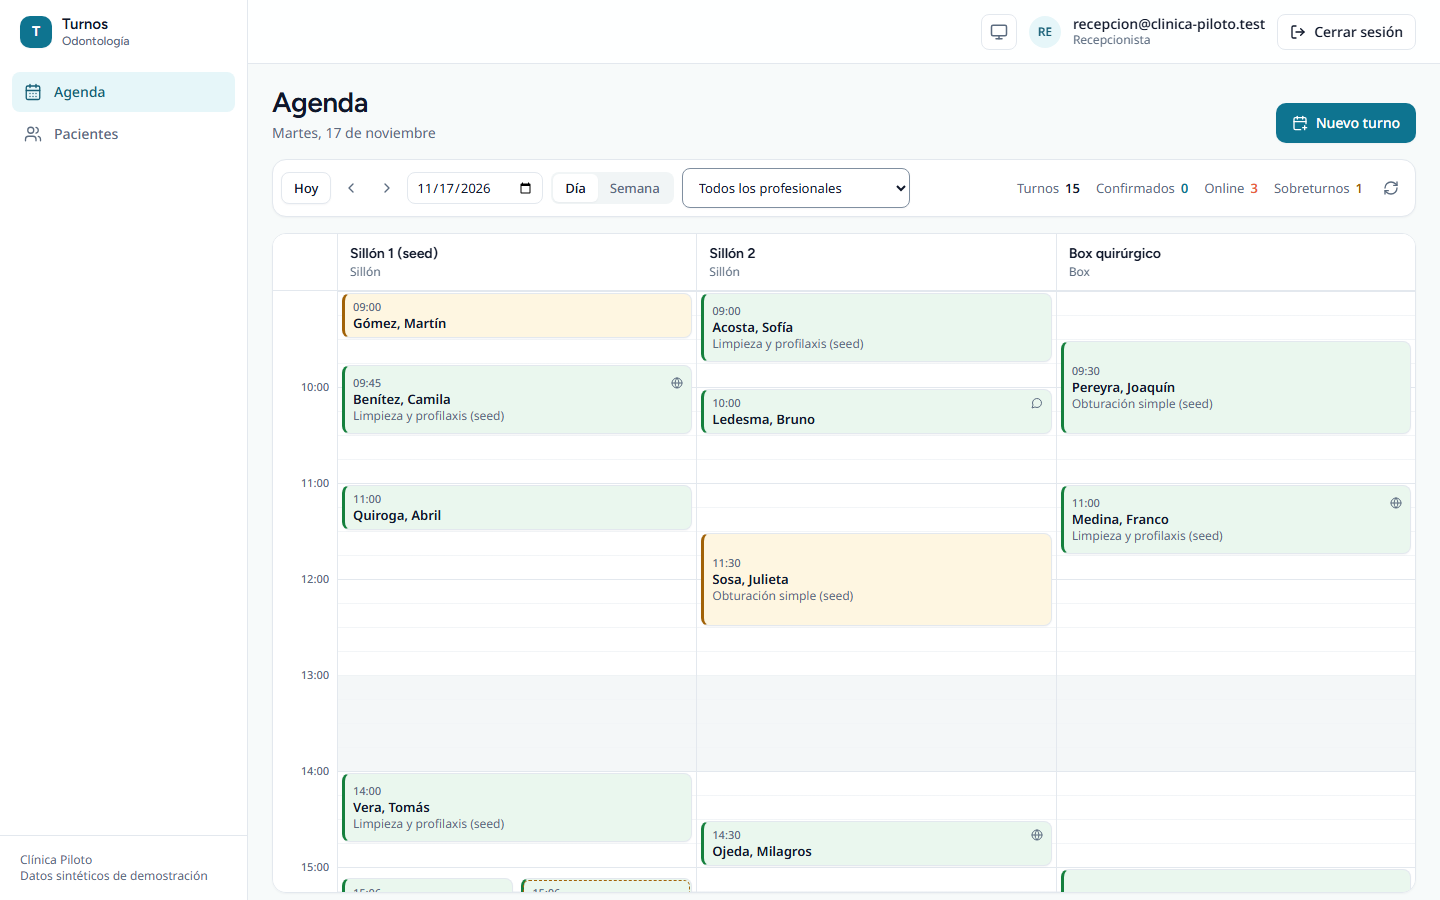 T
Turnos
Odontología
Agenda
Pacientes
Clínica Piloto
Datos sintéticos de demostración
RE
recepcion@clinica-piloto.test
Recepcionista
Cerrar sesión
Agenda
Martes, 17 de noviembre
Nuevo turno
Hoy
11/17/2026
Día
Semana
Todos los profesionales
Turnos 15
Confirmados 0
Online 3
Sobreturnos 1
Sillón 1 (seed)
Sillón
Sillón 2
Sillón
Box quirúrgico
Box
10:00
11:00
12:00
13:00
14:00
15:00
09:00
Gómez, Martín
09:45
Benítez, Camila
Limpieza y profilaxis (seed)
11:00
Quiroga, Abril
14:00
Vera, Tomás
Limpieza y profilaxis (seed)
09:00
Acosta, Sofía
Limpieza y profilaxis (seed)
10:00
Ledesma, Bruno
11:30
Sosa, Julieta
Obturación simple (seed)
14:30
Ojeda, Milagros
09:30
Pereyra, Joaquín
Obturación simple (seed)
11:00
Medina, Franco
Limpieza y profilaxis (seed)